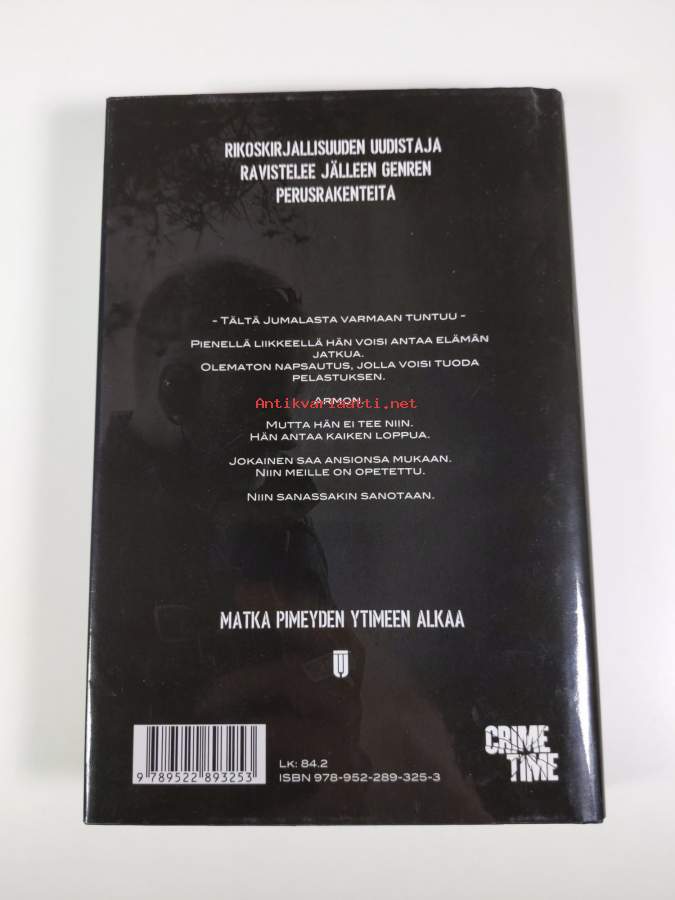 RIKOSKIRJALLISUUDEN UUDISTAJA
RAVISTELEE JÄLLEEN GENREN
PERUSRAKENTEITA
- TÄLTÄ JUMALASTA VARMAAN TUNTUU -
PIENELLÄ LIIKKEELLÄ HÄN VOISI ANTAA ELÄMÄN
JATKUA.
OLEMATON NAPSAUTUS, JOLLA VOISI TUODA
PELASTUKSEN.
ARMON.
Antikvariaatti.net
MUTTA HÄN EI TEE NIIN.
HÄN ANTAA KAIKEN LOPPUA.
JOKAINEN SAA ANSIONSA MUKAAN.
NIIN MEILLE ON OPETETTU.
NIIN SANASSAKIN SANOTAAN.
MATKA PIMEYDEN YTIMEEN ALKAA
9 789522 893253
LK: 84.2
ISBN 978-952-289-325-3
CRIME
TIME